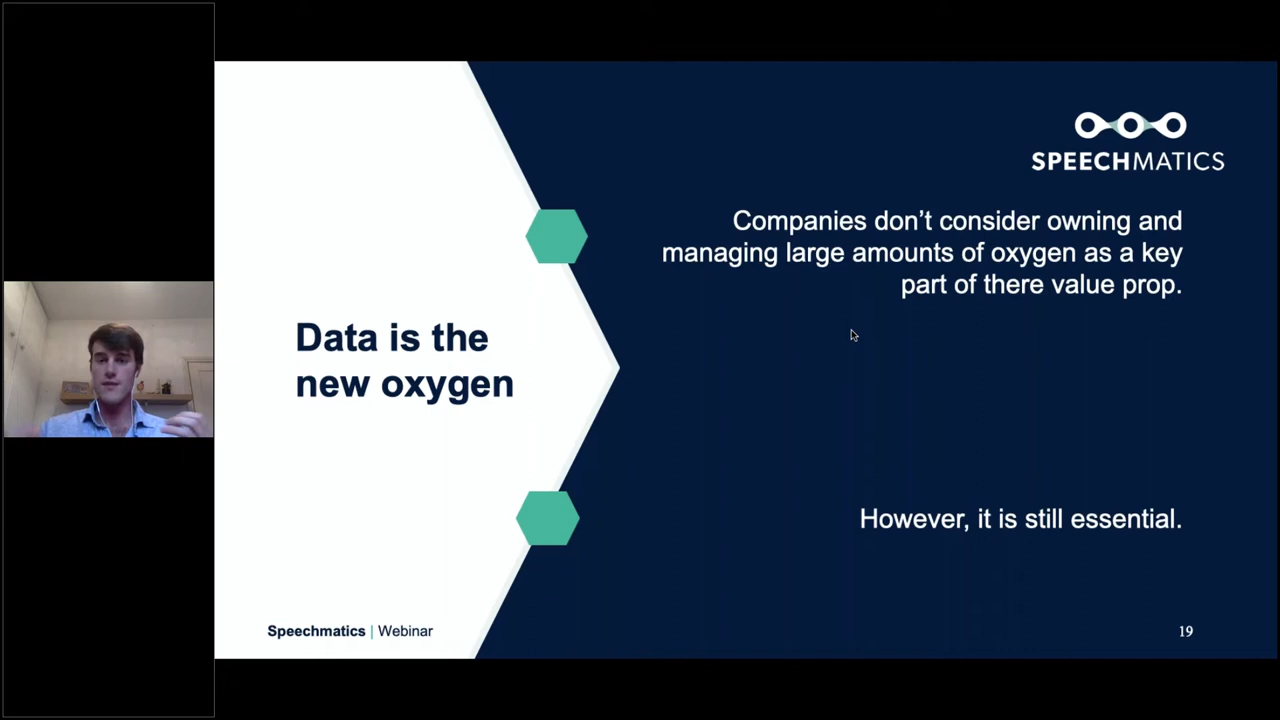 SPEECHMATICS
Companies don’t consider owning and
managing large amounts of oxygen as a key
part of there value prop.
Data is the
new oxygen
However, it is still essential.
Speechmatics | Webinar
19